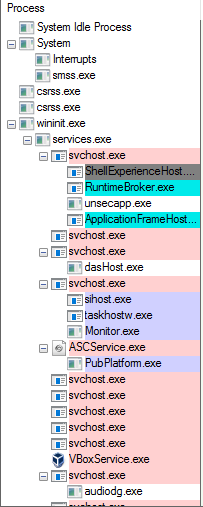 Process
System Idle Process
System
Interrupts
smss.exe
csrss.exe
csrss.exe
wininit.exe
services.exe
svchost.exe
ShellExperienceHost....
RuntimeBroker.exe
unsecapp.exe
ApplicationFrameHost...
svchost.exe
svchost.exe
dasHost.exe
svchost.exe
sihost.exe
taskhostw.exe
Monitor.exe
ASCService.exe
PubPlatform.exe
svchost.exe
svchost.exe
svchost.exe
svchost.exe
svchost.exe
VBoxService.exe
svchost.exe
audiodg.exe
svchost.exe